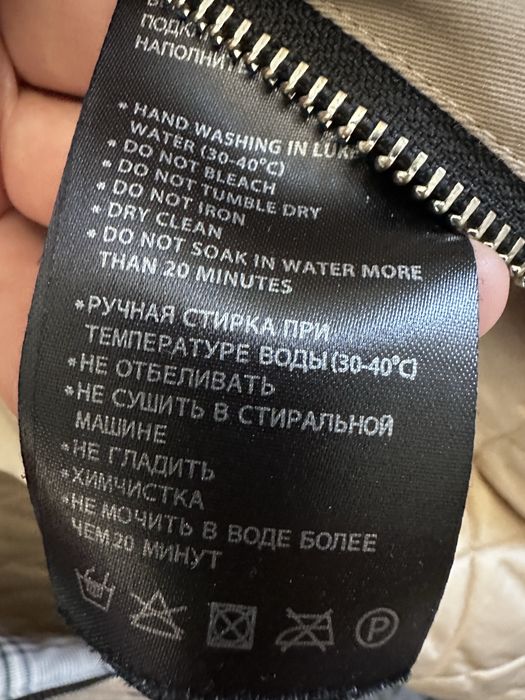 ПОДК
НАПОЛНИТ
* HAND WASHING IN LUK
WATER (30-40°C)
* DO NOT BLEACH
* DO NOT TUMBLE DRY
* DO NOT IRON
* DRY CLEAN
* DO NOT SOAK IN WATER MORE
THAN 20 MINUTES
*РУЧНАЯ СТИРКА ПРИ
ТЕМПЕРАТУРЕ ВОДЫ (30-40°C)
*НЕ ОТБЕЛИВАТЬ
*НЕ СУШИТЬ В СТИРАЛЬНОЙ
МАШИНЕ
*НЕ ГЛАДИТЬ
*ХИМЧИСТКА
*НЕ МОЧИТЬ В ВОДЕ БОЛЕЕ
ЧЕМ 20 МИНУТ
P